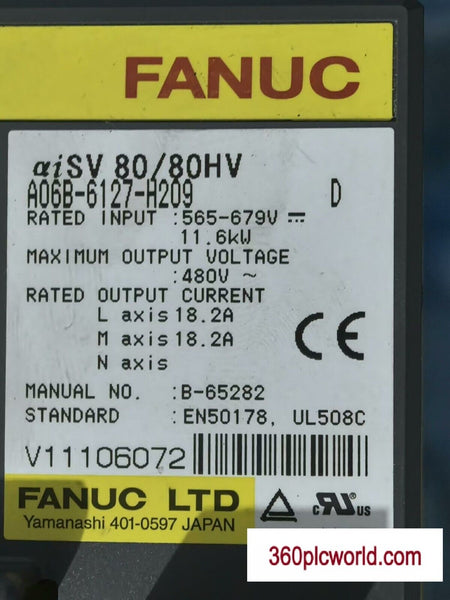 FANUC
αiSV 80/80HV
A06B-6127-H209 D
RATED INPUT :565-679V ⎓
11.6kW
MAXIMUM OUTPUT VOLTAGE
:480V ~
RATED OUTPUT CURRENT
L axis 18.2A
M axis 18.2A
N axis
CE
MANUAL NO. :B-65282
STANDARD :EN50178, UL508C
V11106072
FANUC LTD
Yamanashi 401-0597 JAPAN
c RU US
360plcworld.com